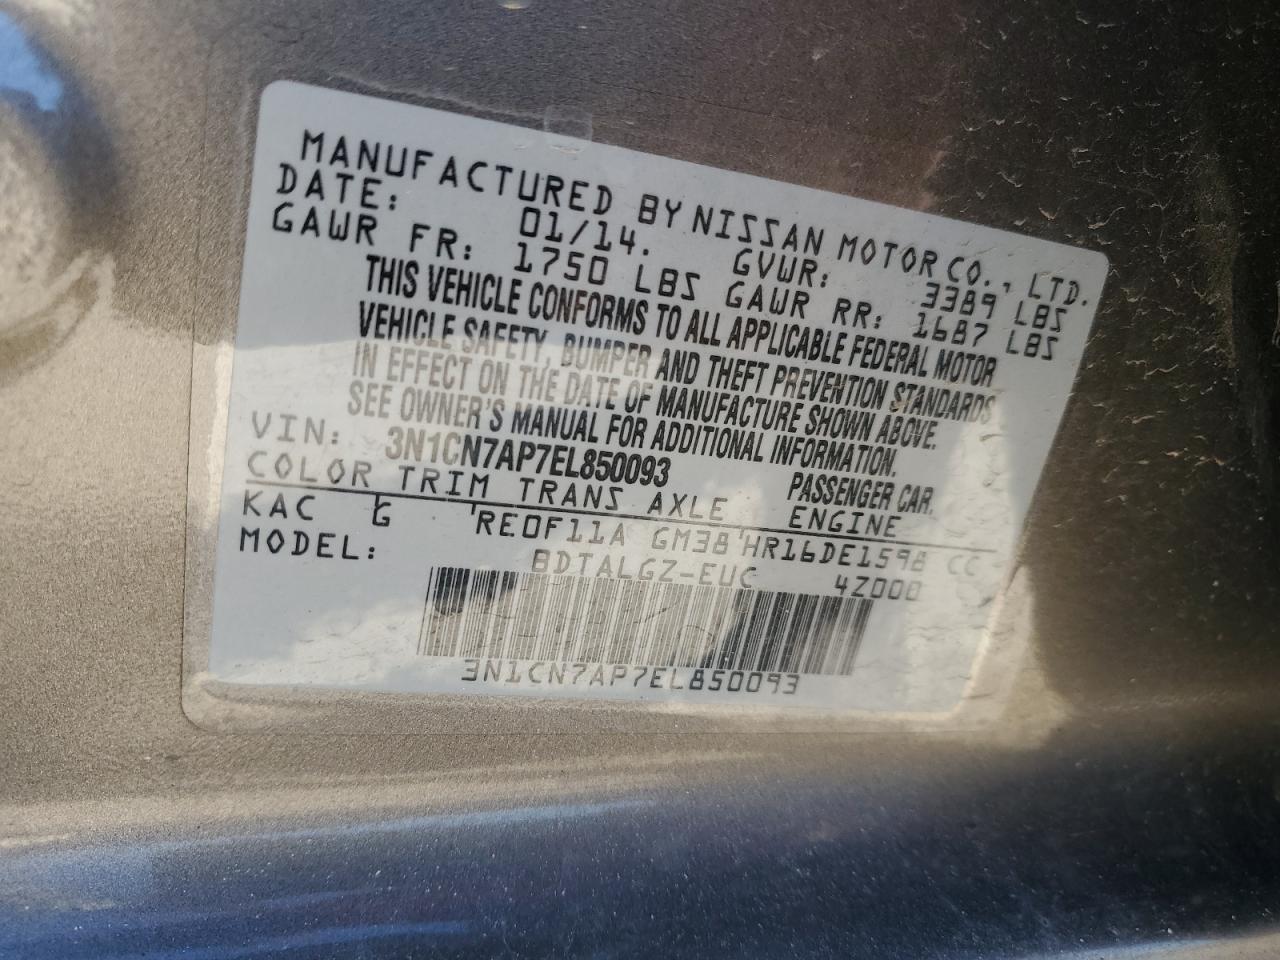 MANUFACTURED BY NISSAN MOTOR CO., LTD.
DATE: 01/14. GVWR: 3389 LBS
GAWR FR: 1750 LBS GAWR RR: 1687 LBS
THIS VEHICLE CONFORMS TO ALL APPLICABLE FEDERAL MOTOR
VEHICLE SAFETY, BUMPER AND THEFT PREVENTION STANDARDS
IN EFFECT ON THE DATE OF MANUFACTURE SHOWN ABOVE.
SEE OWNER'S MANUAL FOR ADDITIONAL INFORMATION.
VIN: 3N1CN7AP7EL850093 PASSENGER CAR.
COLOR TRIM TRANS AXLE ENGINE
KAC G RE0F11A GM38 HR16DE1598 CC
MODEL: BDTALGZ-EUC 4Z000
3N1CN7AP7EL850093